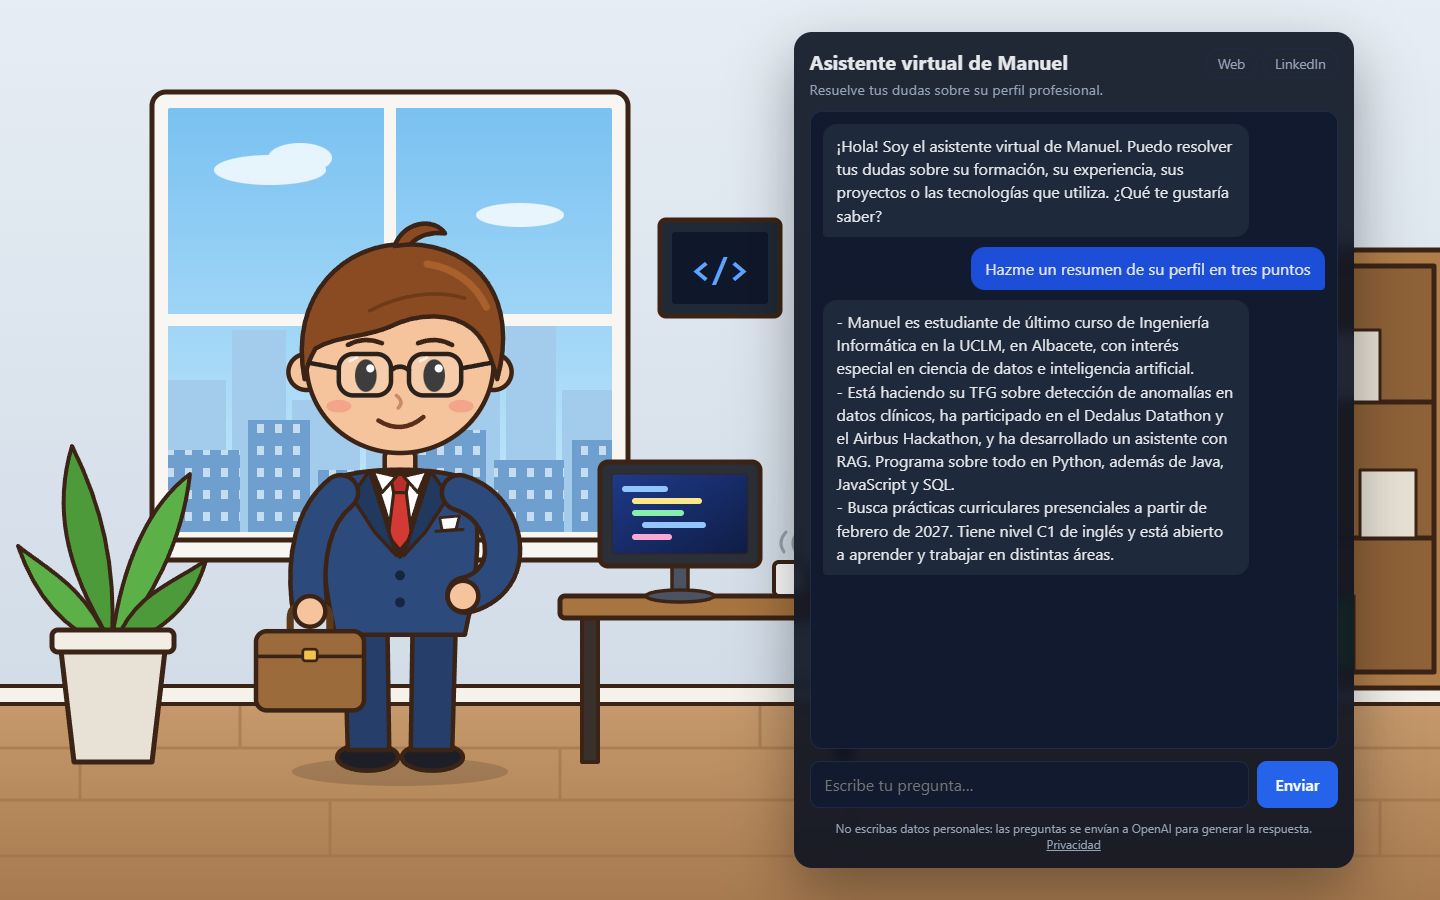 Asistente virtual de Manuel
Web
LinkedIn
Resuelve tus dudas sobre su perfil profesional.
¡Hola! Soy el asistente virtual de Manuel. Puedo resolver
tus dudas sobre su formación, su experiencia, sus
proyectos o las tecnologías que utiliza. ¿Qué te gustaría
saber?
</>
Hazme un resumen de su perfil en tres puntos
- Manuel es estudiante de último curso de Ingeniería
Informática en la UCLM, en Albacete, con interés
especial en ciencia de datos e inteligencia artificial.
- Está haciendo su TFG sobre detección de anomalías en
datos clínicos, ha participado en el Dedalus Datathon y
el Airbus Hackathon, y ha desarrollado un asistente con
RAG. Programa sobre todo en Python, además de Java,
JavaScript y SQL.
- Busca prácticas curriculares presenciales a partir de
febrero de 2027. Tiene nivel C1 de inglés y está abierto
a aprender y trabajar en distintas áreas.
Escribe tu pregunta...
Enviar
No escribas datos personales: las preguntas se envían a OpenAI para generar la respuesta.
Privacidad